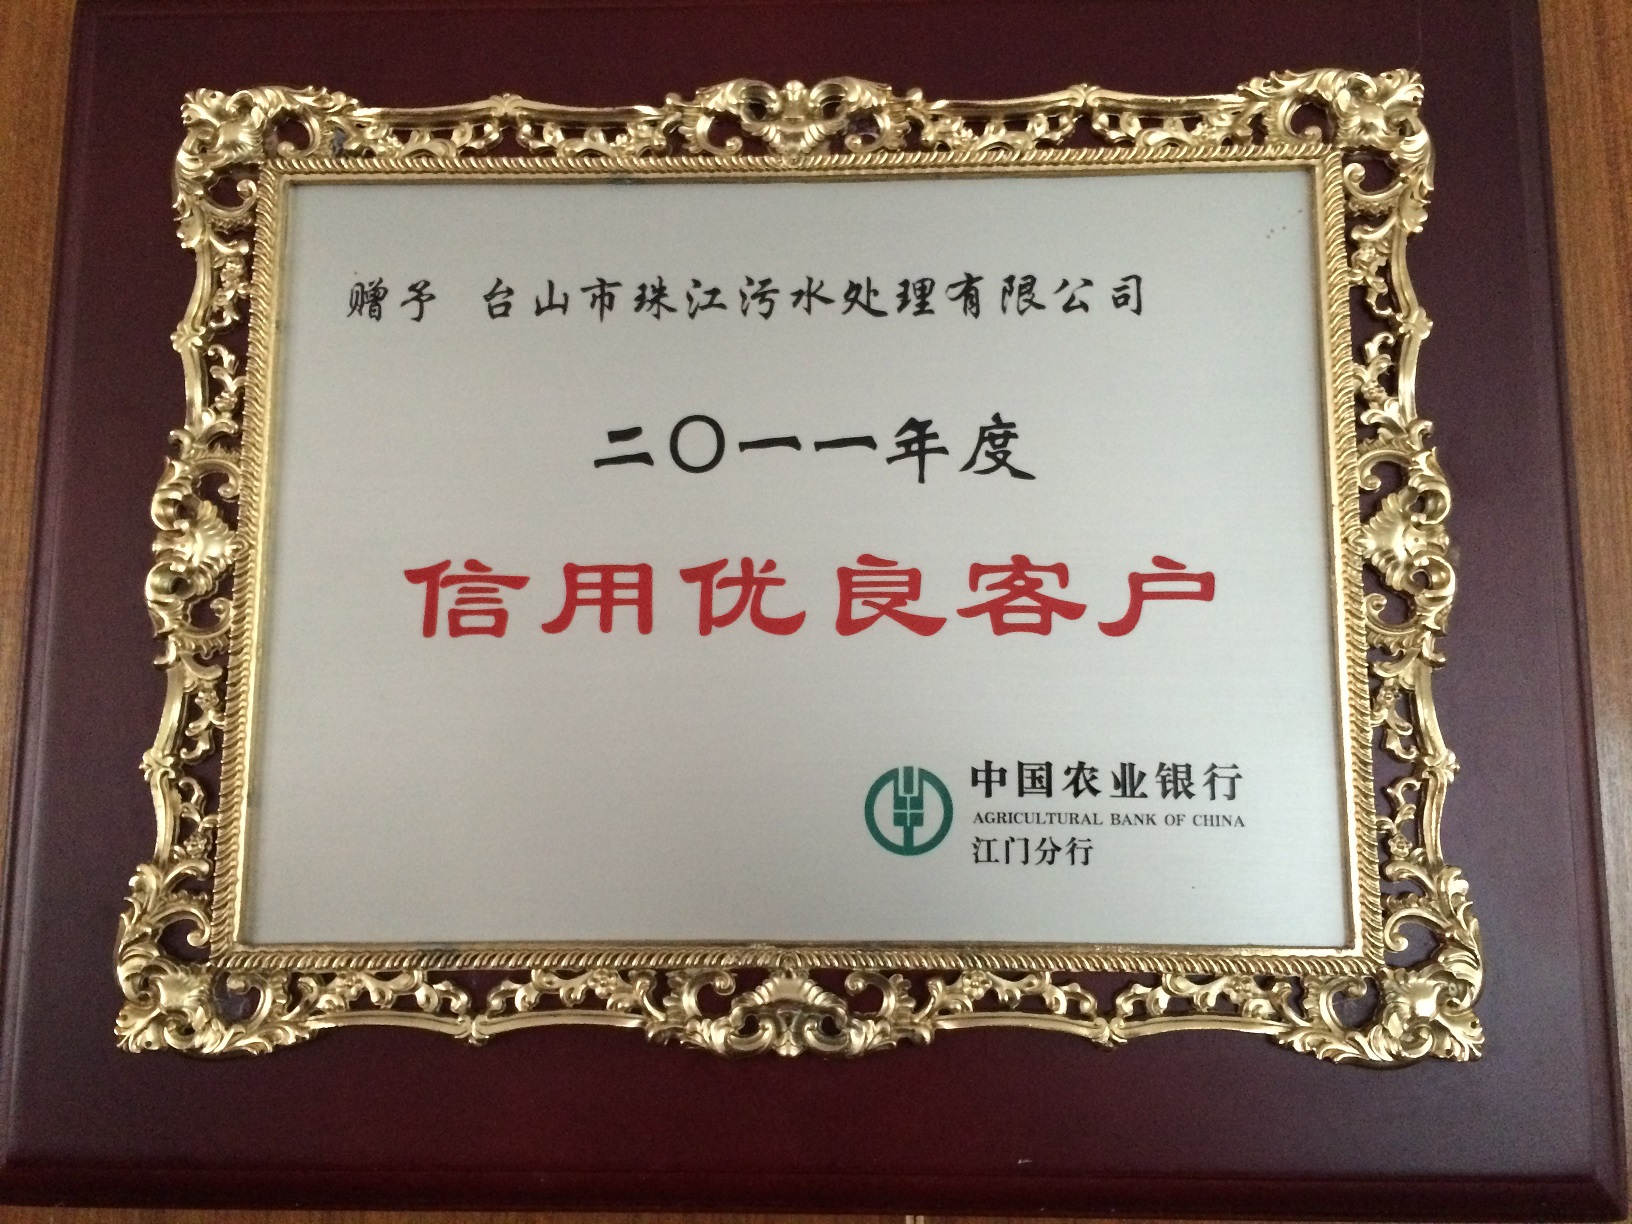 赠予 台山市珠江污水处理有限公司
二〇一一年度
信用优良客户
中国农业银行
AGRICULTURAL BANK OF CHINA
江门分行